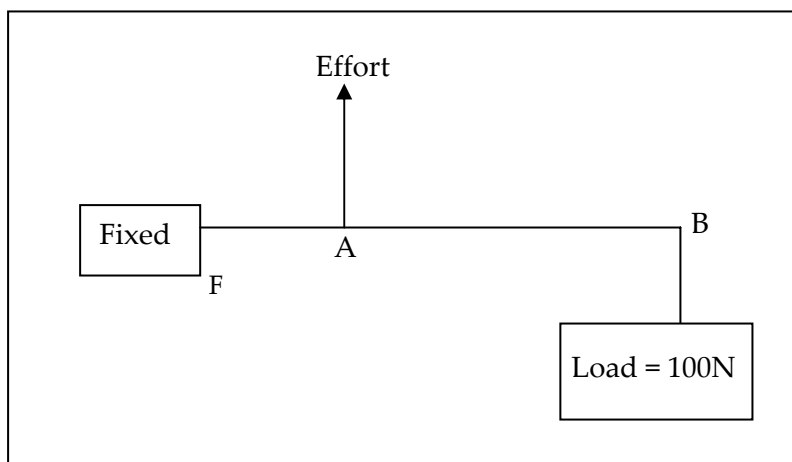 Effort
Fixed
B
A
F
Load = 100N